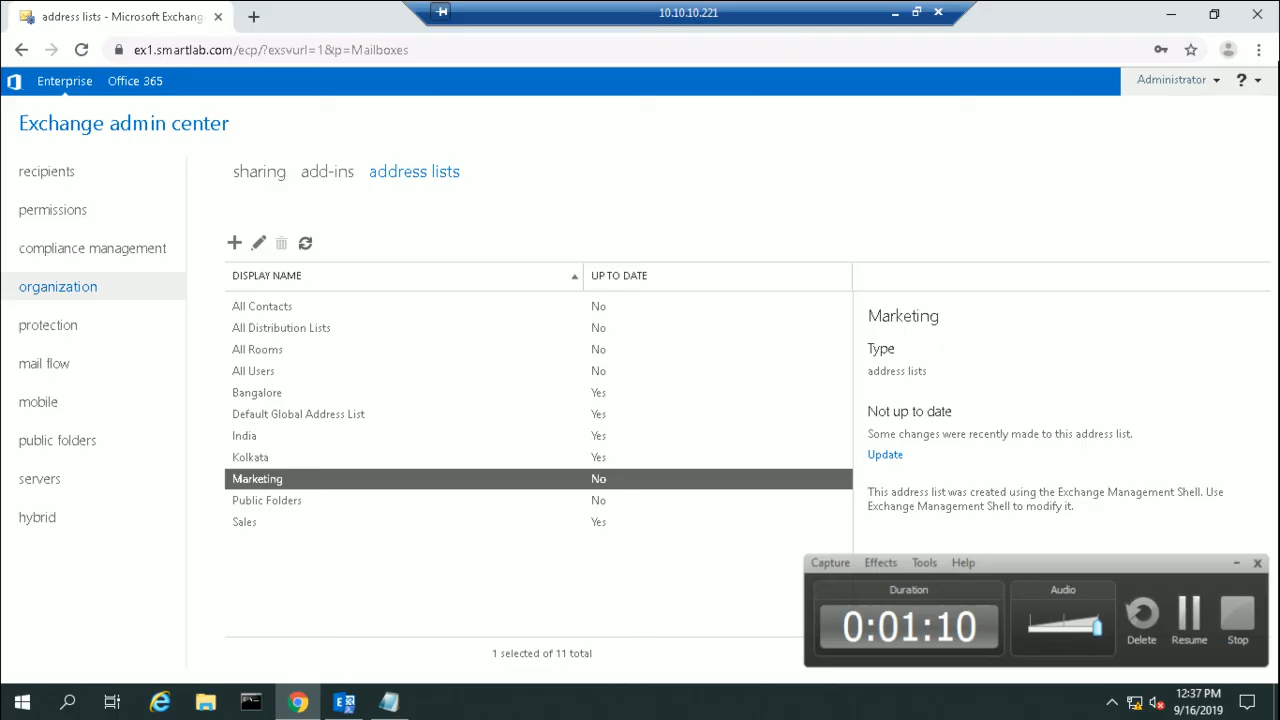 address lists - Microsoft Exchang
10.10.10.221
ex1.smartlab.com/ecp/?exsvurl=1&p=Mailboxes
Enterprise Office 365
Administrator ?
Exchange admin center
recipients
permissions
compliance management
organization
protection
mail flow
mobile
public folders
servers
hybrid
sharing add-ins address lists
DISPLAY NAME UP TO DATE
All Contacts No
All Distribution Lists No
All Rooms No
All Users No
Bangalore Yes
Default Global Address List Yes
India Yes
Kolkata Yes
Marketing No
Public Folders No
Sales Yes
1 selected of 11 total
Marketing
Type
address lists
Not up to date
Some changes were recently made to this address list.
Update
This address list was created using the Exchange Management Shell. Use
Exchange Management Shell to modify it.
Capture Effects Tools Help
Duration
0:01:10
Audio
Delete Resume Stop
12:37 PM
9/16/2019